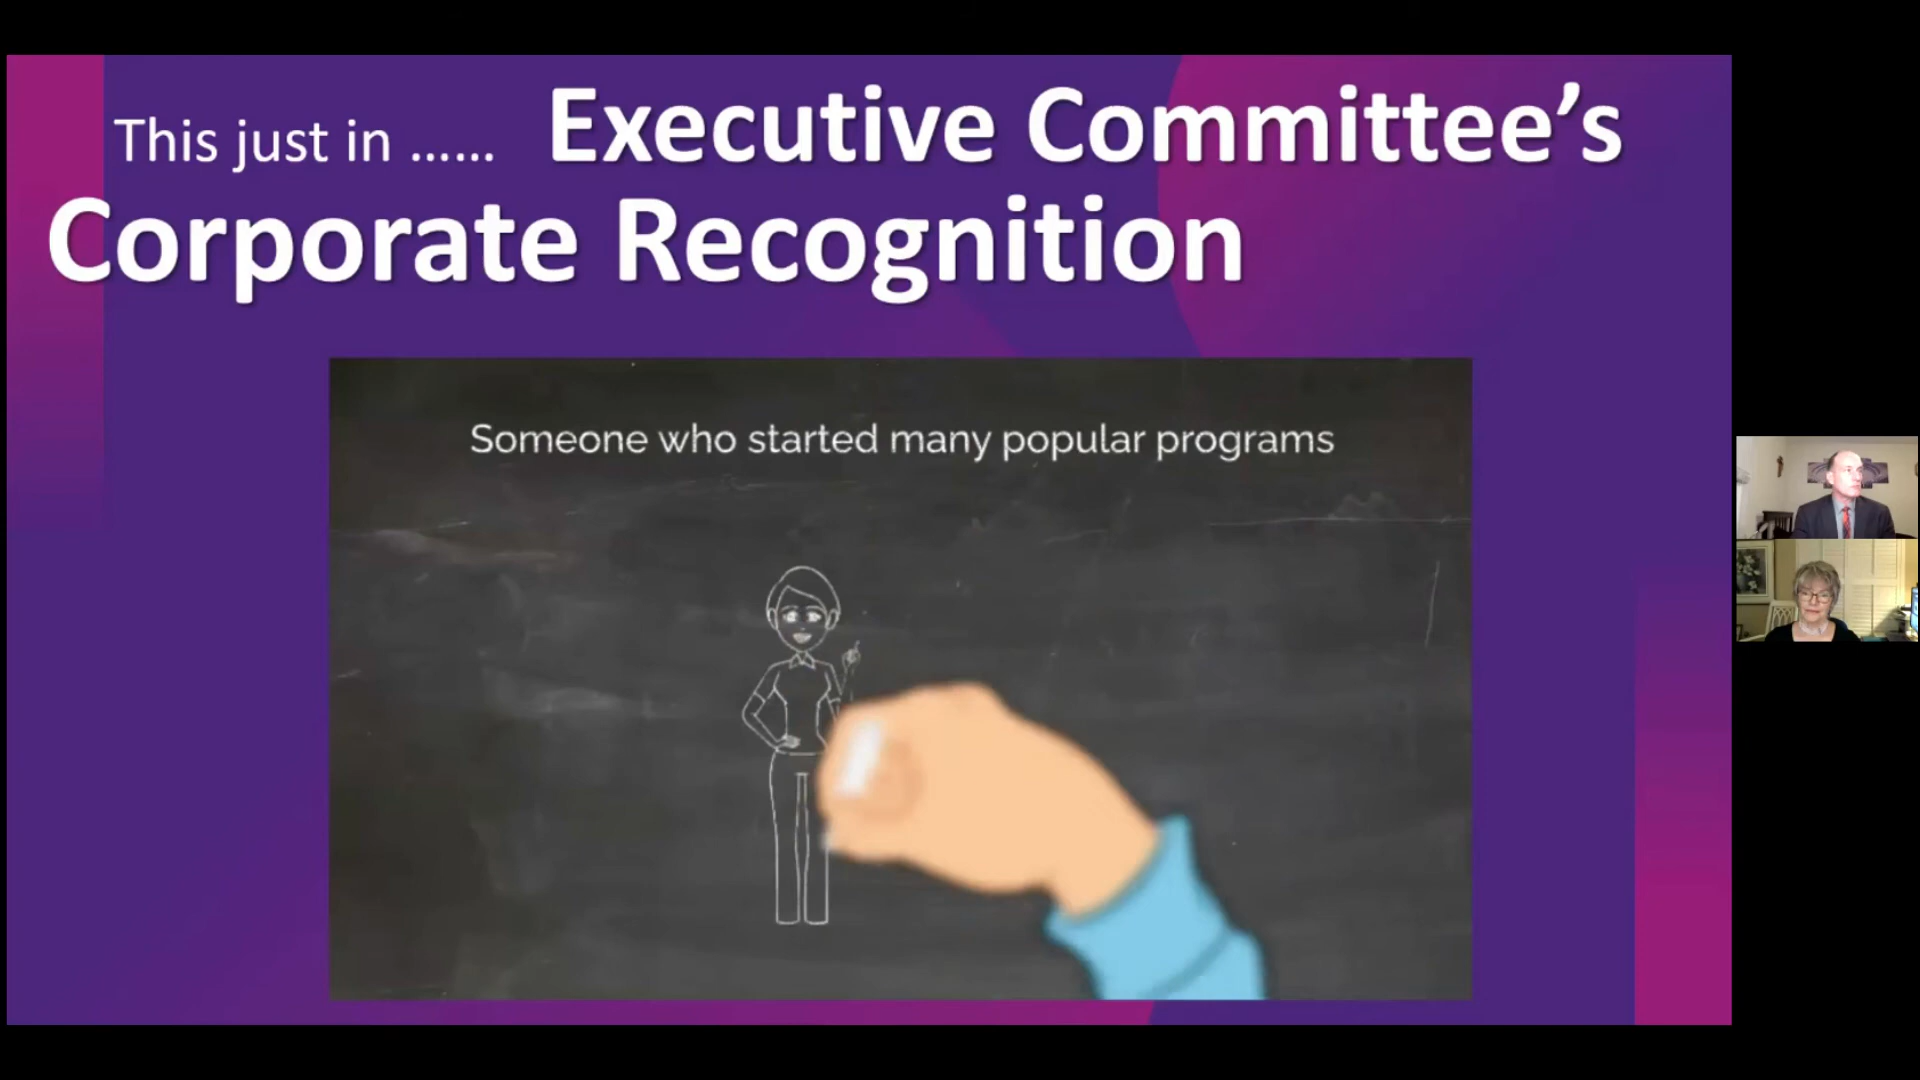 This just in ...... Executive Committee’s
Corporate Recognition
Someone who started many popular programs